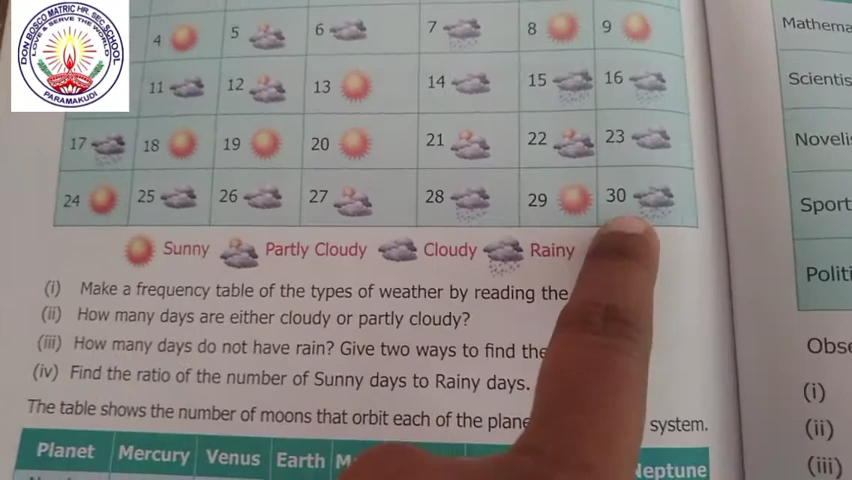 DON BOSCO MATRIC HR. SEC. SCHOOL
LOVE & SERVE THE WORLD
PARAMAKUDI
4 5 6 7 8 9
11 12 13 14 15 16
17 18 19 20 21 22 23
24 25 26 27 28 29 30
Sunny Partly Cloudy Cloudy Rainy
(i) Make a frequency table of the types of weather by reading the
(ii) How many days are either cloudy or partly cloudy?
(iii) How many days do not have rain? Give two ways to find the
(iv) Find the ratio of the number of Sunny days to Rainy days.
The table shows the number of moons that orbit each of the plane system.
Planet Mercury Venus Earth M Neptune
Mathema
Scientis
Noveli
Sport
Politi
Obse
(i)
(ii)
(iii)